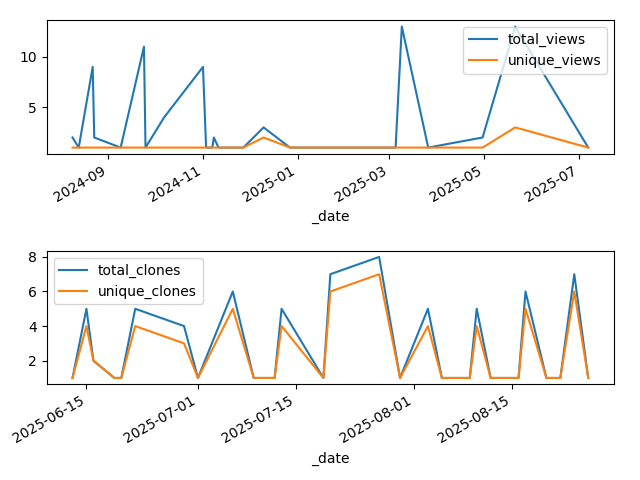 total_views
unique_views
10
5
2024-09
2024-11
2025-01
2025-03
2025-05
2025-07
_date
total_clones
unique_clones
8
6
4
2
2025-06-15
2025-07-01
2025-07-15
2025-08-01
2025-08-15
_date